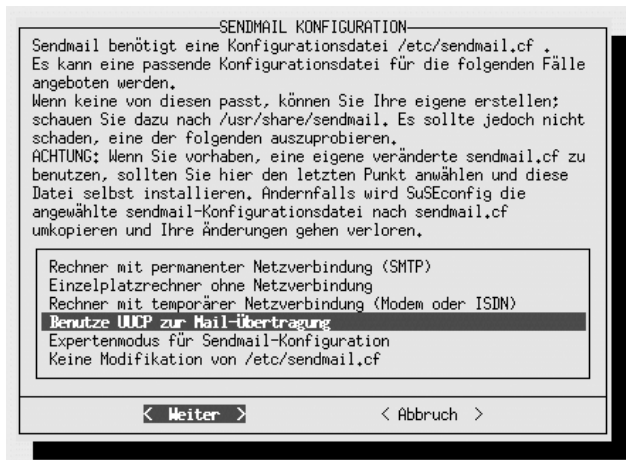 SENDMAIL KONFIGURATION
Sendmail benötigt eine Konfigurationsdatei /etc/sendmail.cf .
Es kann eine passende Konfigurationsdatei für die folgenden Fälle
angeboten werden.
Wenn keine von diesen passt, können Sie Ihre eigene erstellen;
schauen Sie dazu nach /usr/share/sendmail. Es sollte jedoch nicht
schaden, eine der folgenden auszuprobieren.
ACHTUNG: Wenn Sie vorhaben, eine eigene veränderte sendmail.cf zu
benutzen, sollten Sie hier den letzten Punkt anwählen und diese
Datei selbst installieren. Andernfalls wird SuSEconfig die
angewählte sendmail-Konfigurationsdatei nach sendmail.cf
umkopieren und Ihre Änderungen gehen verloren.
Rechner mit permanenter Netzverbindung (SMTP)
Einzelplatzrechner ohne Netzverbindung
Rechner mit temporärer Netzverbindung (Modem oder ISDN)
Benutze UUCP zur Mail-Übertragung
Expertenmodus für Sendmail-Konfiguration
Keine Modifikation von /etc/sendmail.cf
< Weiter > < Abbruch >